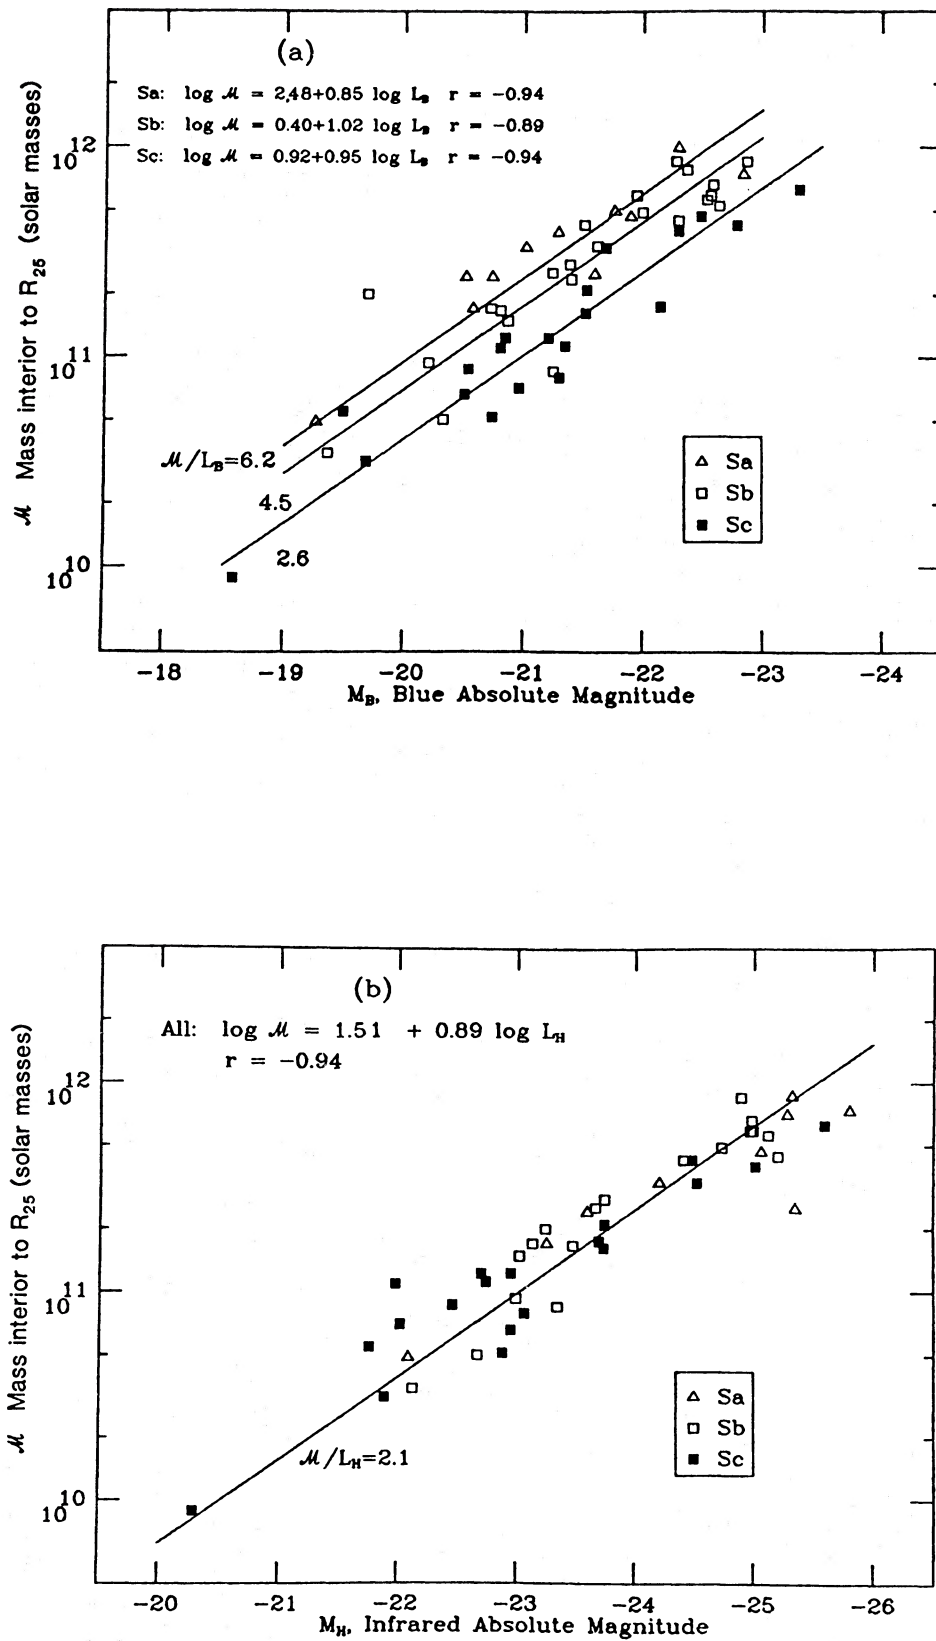 (a)
Sa: log ℳ = 2.48+0.85 log L_B r = -0.94
Sb: log ℳ = 0.40+1.02 log L_B r = -0.89
Sc: log ℳ = 0.92+0.95 log L_B r = -0.94
ℳ Mass interior to R_25 (solar masses)
10^12
10^11
10^10
ℳ/L_B=6.2
4.5
2.6
Sa
Sb
Sc
-18 -19 -20 -21 -22 -23 -24
M_B, Blue Absolute Magnitude
(b)
All: log ℳ = 1.51 + 0.89 log L_H
r = -0.94
ℳ Mass interior to R_25 (solar masses)
10^12
10^11
10^10
ℳ/L_H=2.1
Sa
Sb
Sc
-20 -21 -22 -23 -24 -25 -26
M_H, Infrared Absolute Magnitude